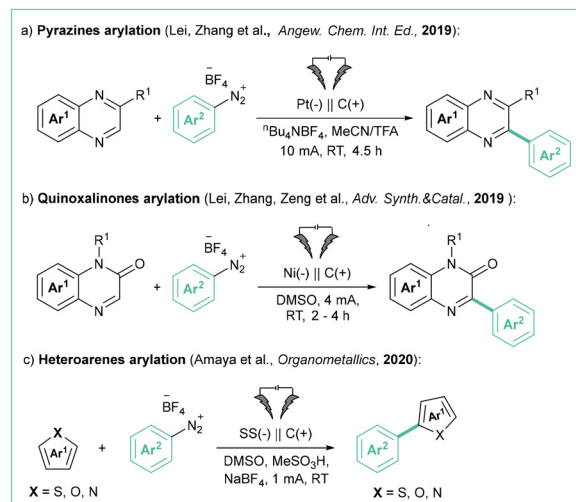 a) Pyrazines arylation (Lei, Zhang et al., Angew. Chem. Int. Ed., 2019):
N
R¹
Ar¹
N
+
Ar²
N₂⁺
BF₄⁻
Pt(-) || C(+)
ⁿBu₄NBF₄, MeCN/TFA
10 mA, RT, 4.5 h
N
R¹
Ar¹
N
Ar²
b) Quinoxalinones arylation (Lei, Zhang, Zeng et al., Adv. Synth.&Catal., 2019 ):
R¹
N
O
Ar¹
N
+
Ar²
N₂⁺
BF₄⁻
Ni(-) || C(+)
DMSO, 4 mA,
RT, 2 - 4 h
R¹
N
O
Ar¹
N
Ar²
c) Heteroarenes arylation (Amaya et al., Organometallics, 2020):
X
Ar¹
+
Ar²
N₂⁺
BF₄⁻
SS(-) || C(+)
DMSO, MeSO₃H,
NaBF₄, 1 mA, RT
Ar¹
X
Ar²
X = S, O, N
X = S, O, N